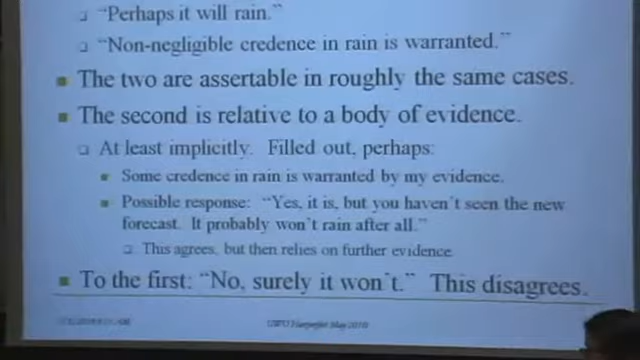 "Perhaps it will rain."
"Non-negligible credence in rain is warranted."
The two are assertable in roughly the same cases.
The second is relative to a body of evidence.
At least implicitly. Filled out, perhaps:
Some credence in rain is warranted by my evidence.
Possible response: "Yes, it is, but you haven't seen the new
forecast. It probably won't rain after all."
This agrees, but then relies on further evidence.
To the first: "No, surely it won't." This disagrees.
May 2010